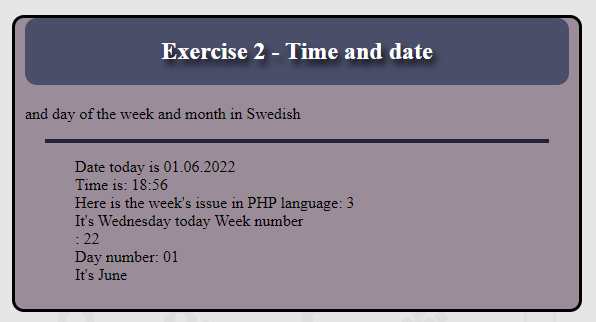 Exercise 2 - Time and date
and day of the week and month in Swedish
Date today is 01.06.2022
Time is: 18:56
Here is the week's issue in PHP language: 3
It's Wednesday today Week number
: 22
Day number: 01
It's June